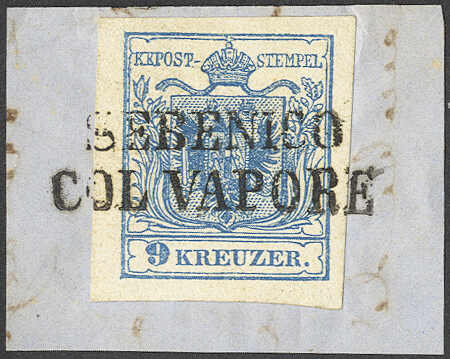 KKPOST-STEMPEL
SEBENICO
COL VAPORE
9 KREUZER.